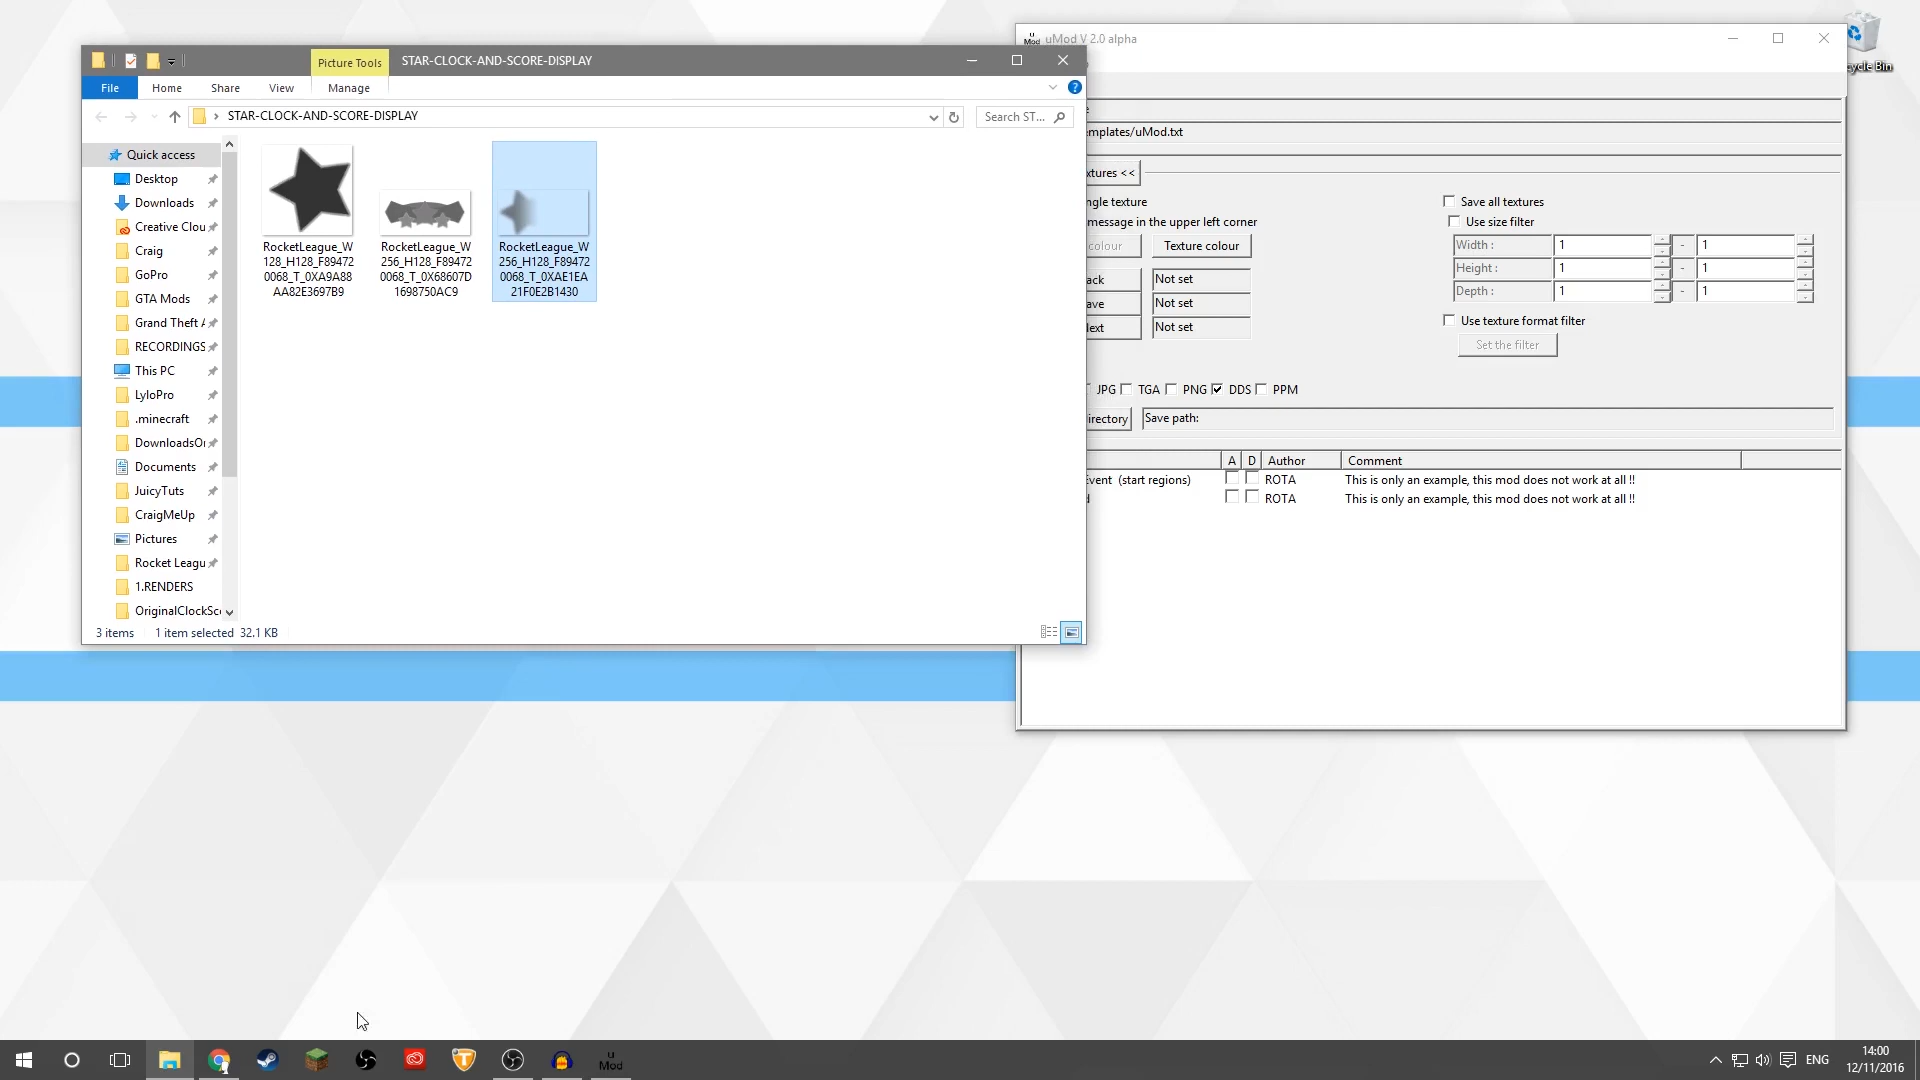 Picture Tools
STAR-CLOCK-AND-SCORE-DISPLAY
File
Home
Share
View
Manage
STAR-CLOCK-AND-SCORE-DISPLAY
Search ST...
Quick access
Desktop
Downloads
Creative Clou
Craig
GoPro
GTA Mods
Grand Theft A
RECORDINGS
This PC
LyloPro
.minecraft
DownloadsOr
Documents
JuicyTuts
CraigMeUp
Pictures
Rocket Leagu
1.RENDERS
OriginalClockSc
RocketLeague_W
128_H128_F89472
0068_T_0XA9A88
AA82E3697B9
RocketLeague_W
256_H128_F89472
0068_T_0X68607D
1698750AC9
RocketLeague_W
256_H128_F89472
0068_T_0XAE1EA
21F0E2B1430
3 items
1 item selected 32.1 KB
u
Mod
uMod V 2.0 alpha
emplates/uMod.txt
xtures <<
ngle texture
message in the upper left corner
colour
Texture colour
ack
Not set
ave
Not set
lext
Not set
Save all textures
Use size filter
Width :
1
-
1
Height :
1
-
1
Depth :
1
-
1
Use texture format filter
Set the filter
JPG
TGA
PNG
DDS
PPM
irectory
Save path:
A
D
Author
Comment
Event (start regions)
ROTA
This is only an example, this mod does not work at all !!
ROTA
This is only an example, this mod does not work at all !!
cycle Bin
u
Mod
ENG
14:00
12/11/2016